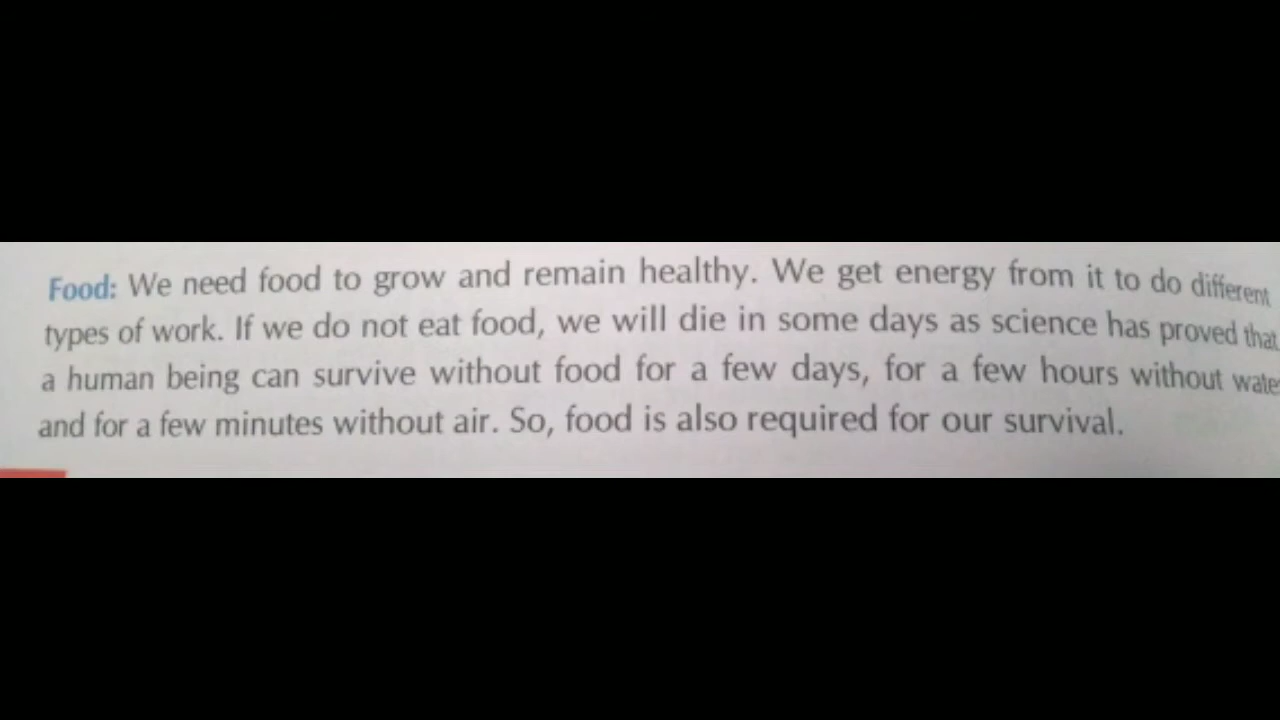 Food: We need food to grow and remain healthy. We get energy from it to do different
types of work. If we do not eat food, we will die in some days as science has proved that
a human being can survive without food for a few days, for a few hours without wate
and for a few minutes without air. So, food is also required for our survival.